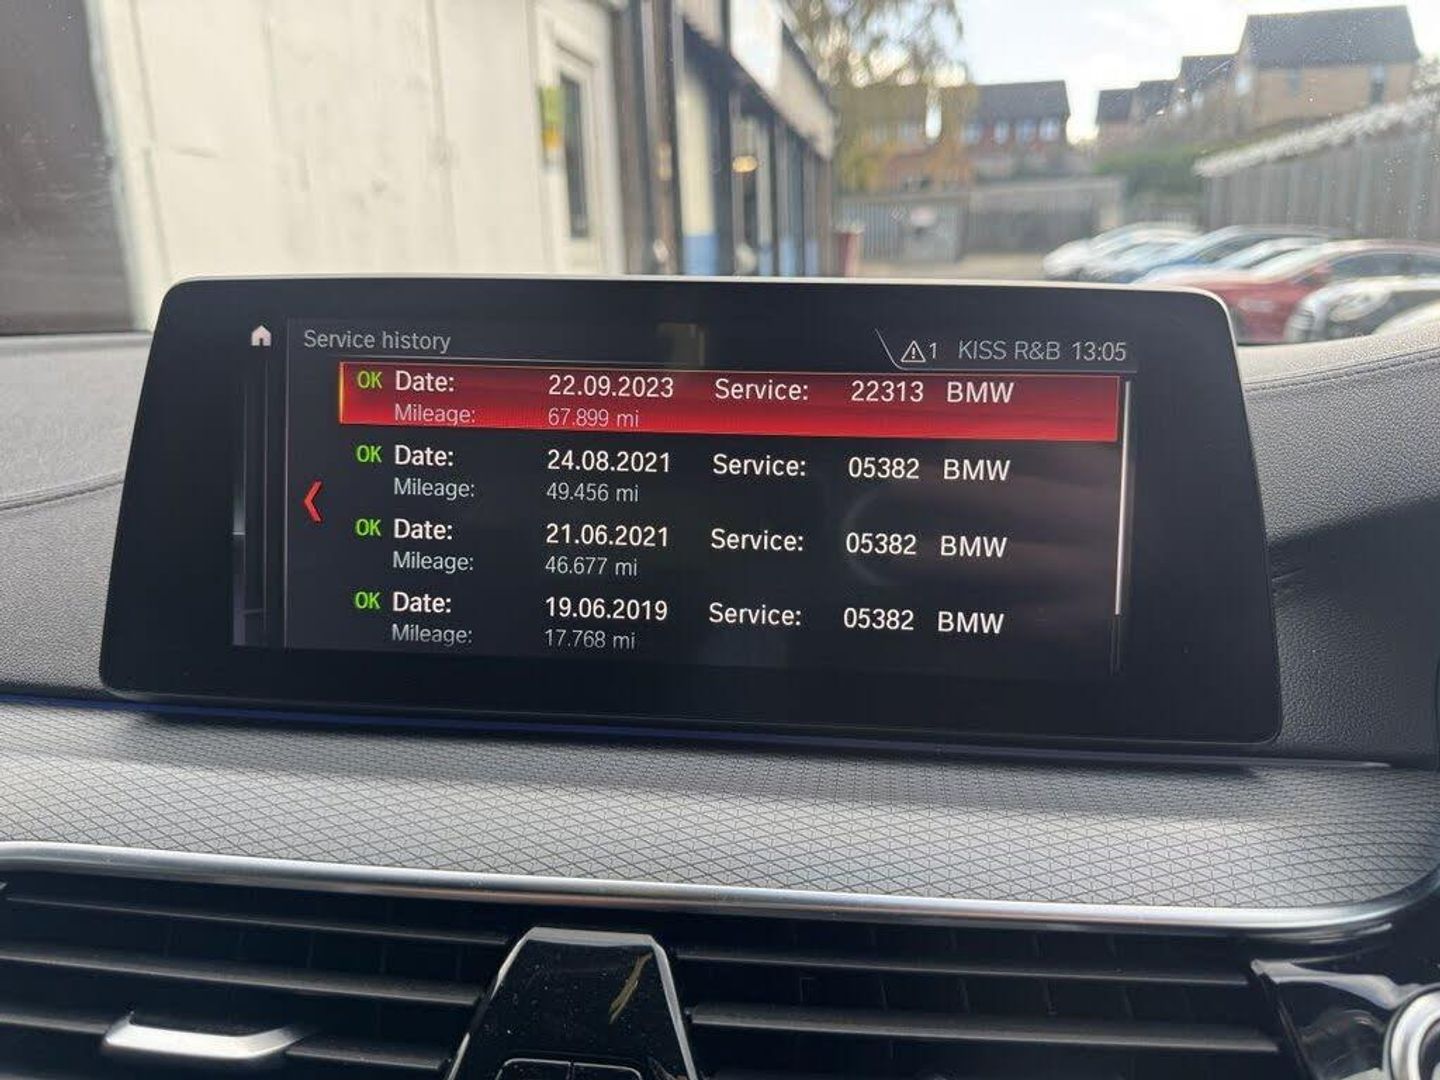 Service history
1 KISS R&B 13:05
OK Date: 22.09.2023 Service: 22313 BMW
Mileage: 67.899 mi
OK Date: 24.08.2021 Service: 05382 BMW
Mileage: 49.456 mi
OK Date: 21.06.2021 Service: 05382 BMW
Mileage: 46.677 mi
OK Date: 19.06.2019 Service: 05382 BMW
Mileage: 17.768 mi